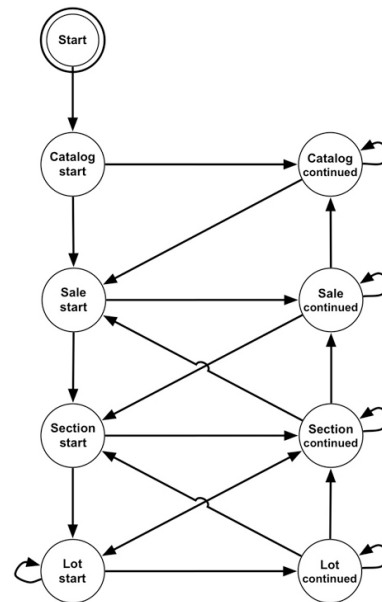 Start
Catalog
start
Catalog
continued
Sale
start
Sale
continued
Section
start
Section
continued
Lot
start
Lot
continued